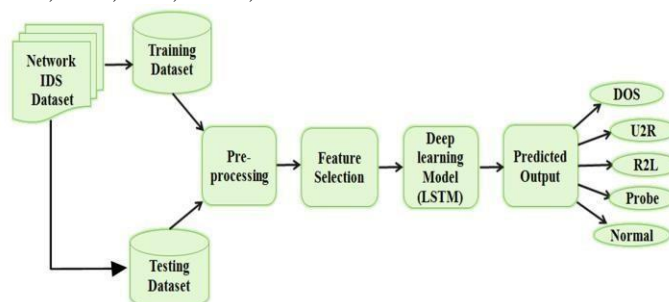 Network
IDS
Dataset
Training
Dataset
Testing
Dataset
Pre-
processing
Feature
Selection
Deep
learning
Model
(LSTM)
Predicted
Output
DOS
U2R
R2L
Probe
Normal